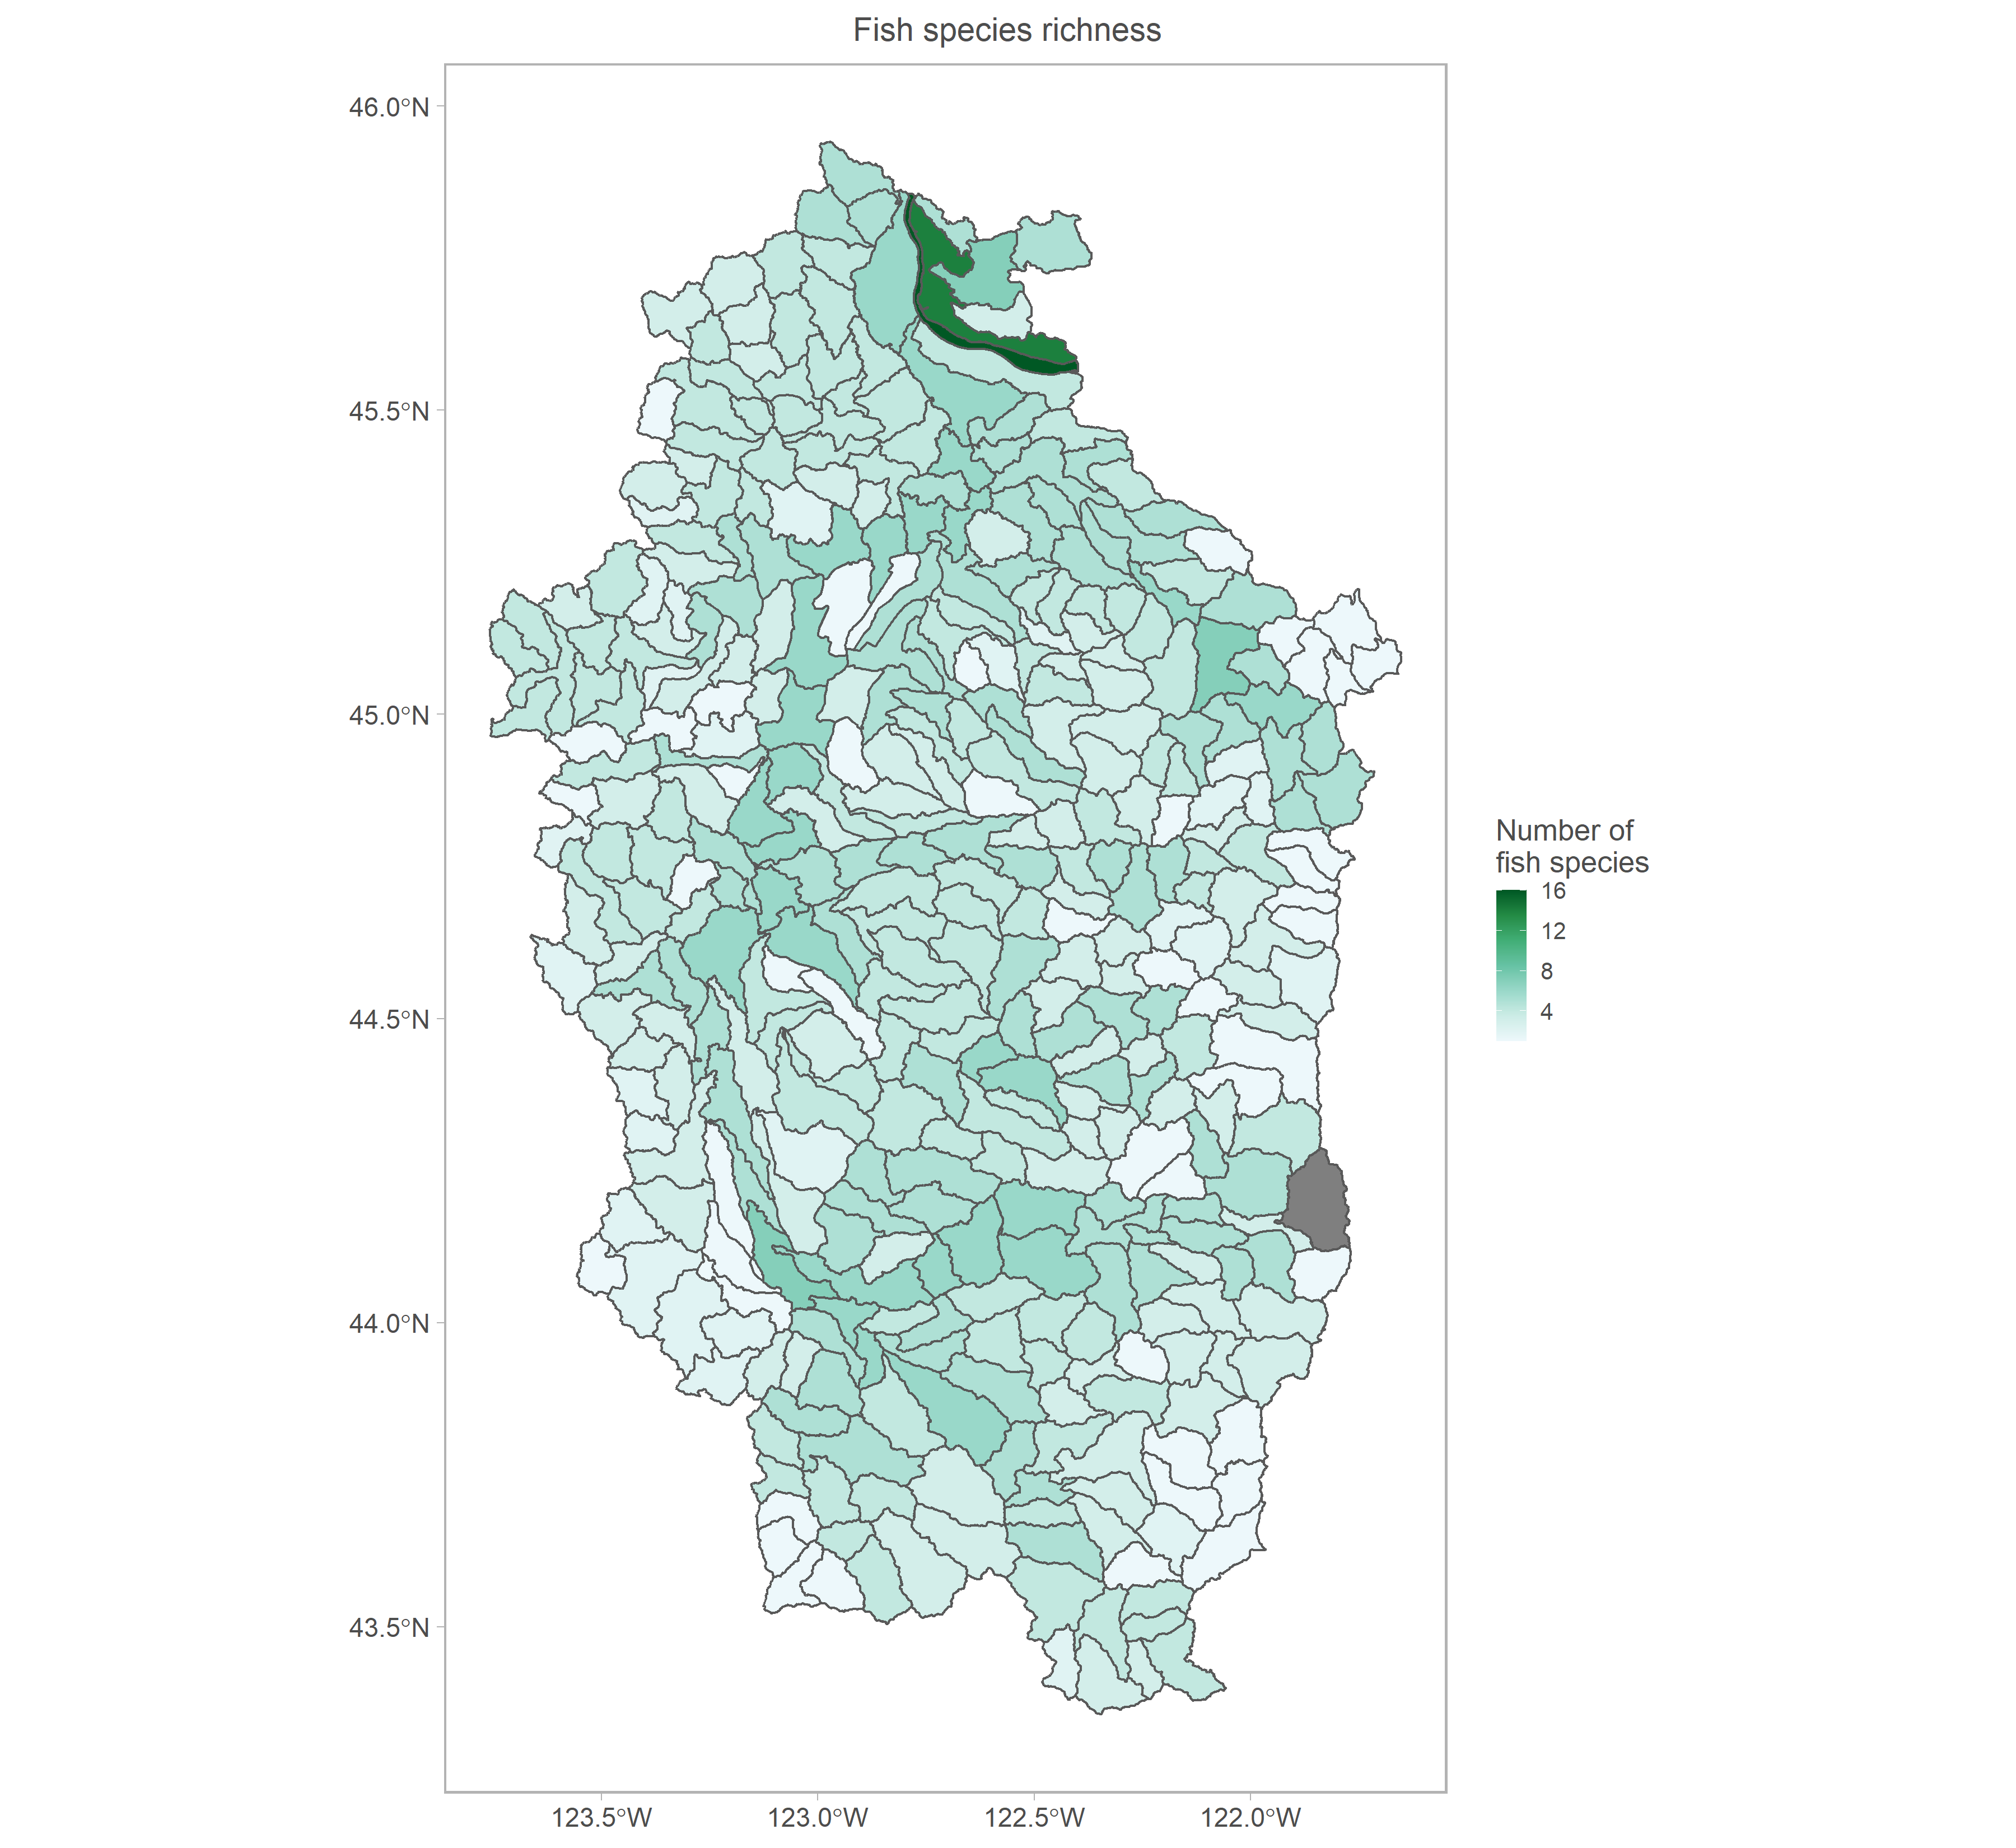 Fish species richness
46.0°N
45.5°N
45.0°N
44.5°N
44.0°N
43.5°N
123.5°W
123.0°W
122.5°W
122.0°W
Number of
fish species
16
12
8
4